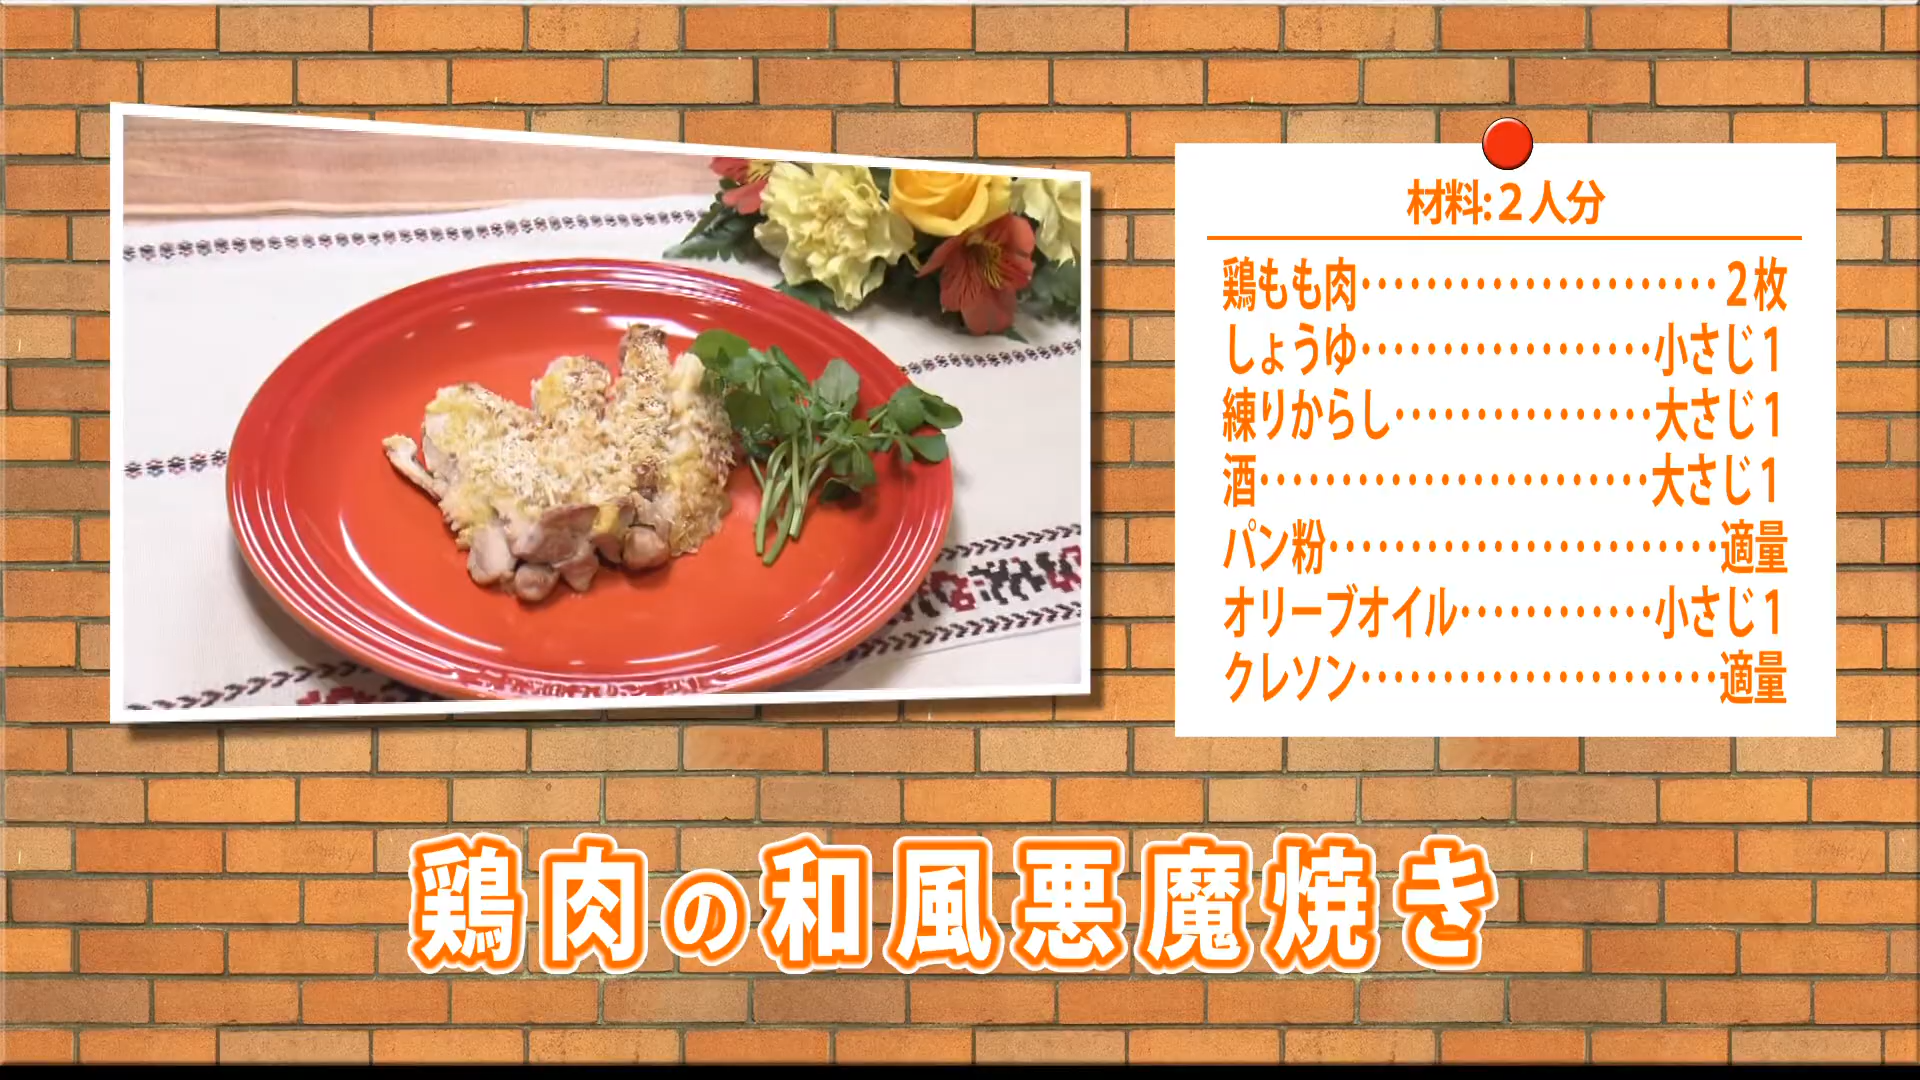 材料:２人分
鶏もも肉······················２枚
しょうゆ··················小さじ１
練りからし················大さじ１
酒························大さじ１
パン粉························適量
オリーブオイル············小さじ１
クレソン······················適量
鶏肉の和風悪魔焼き